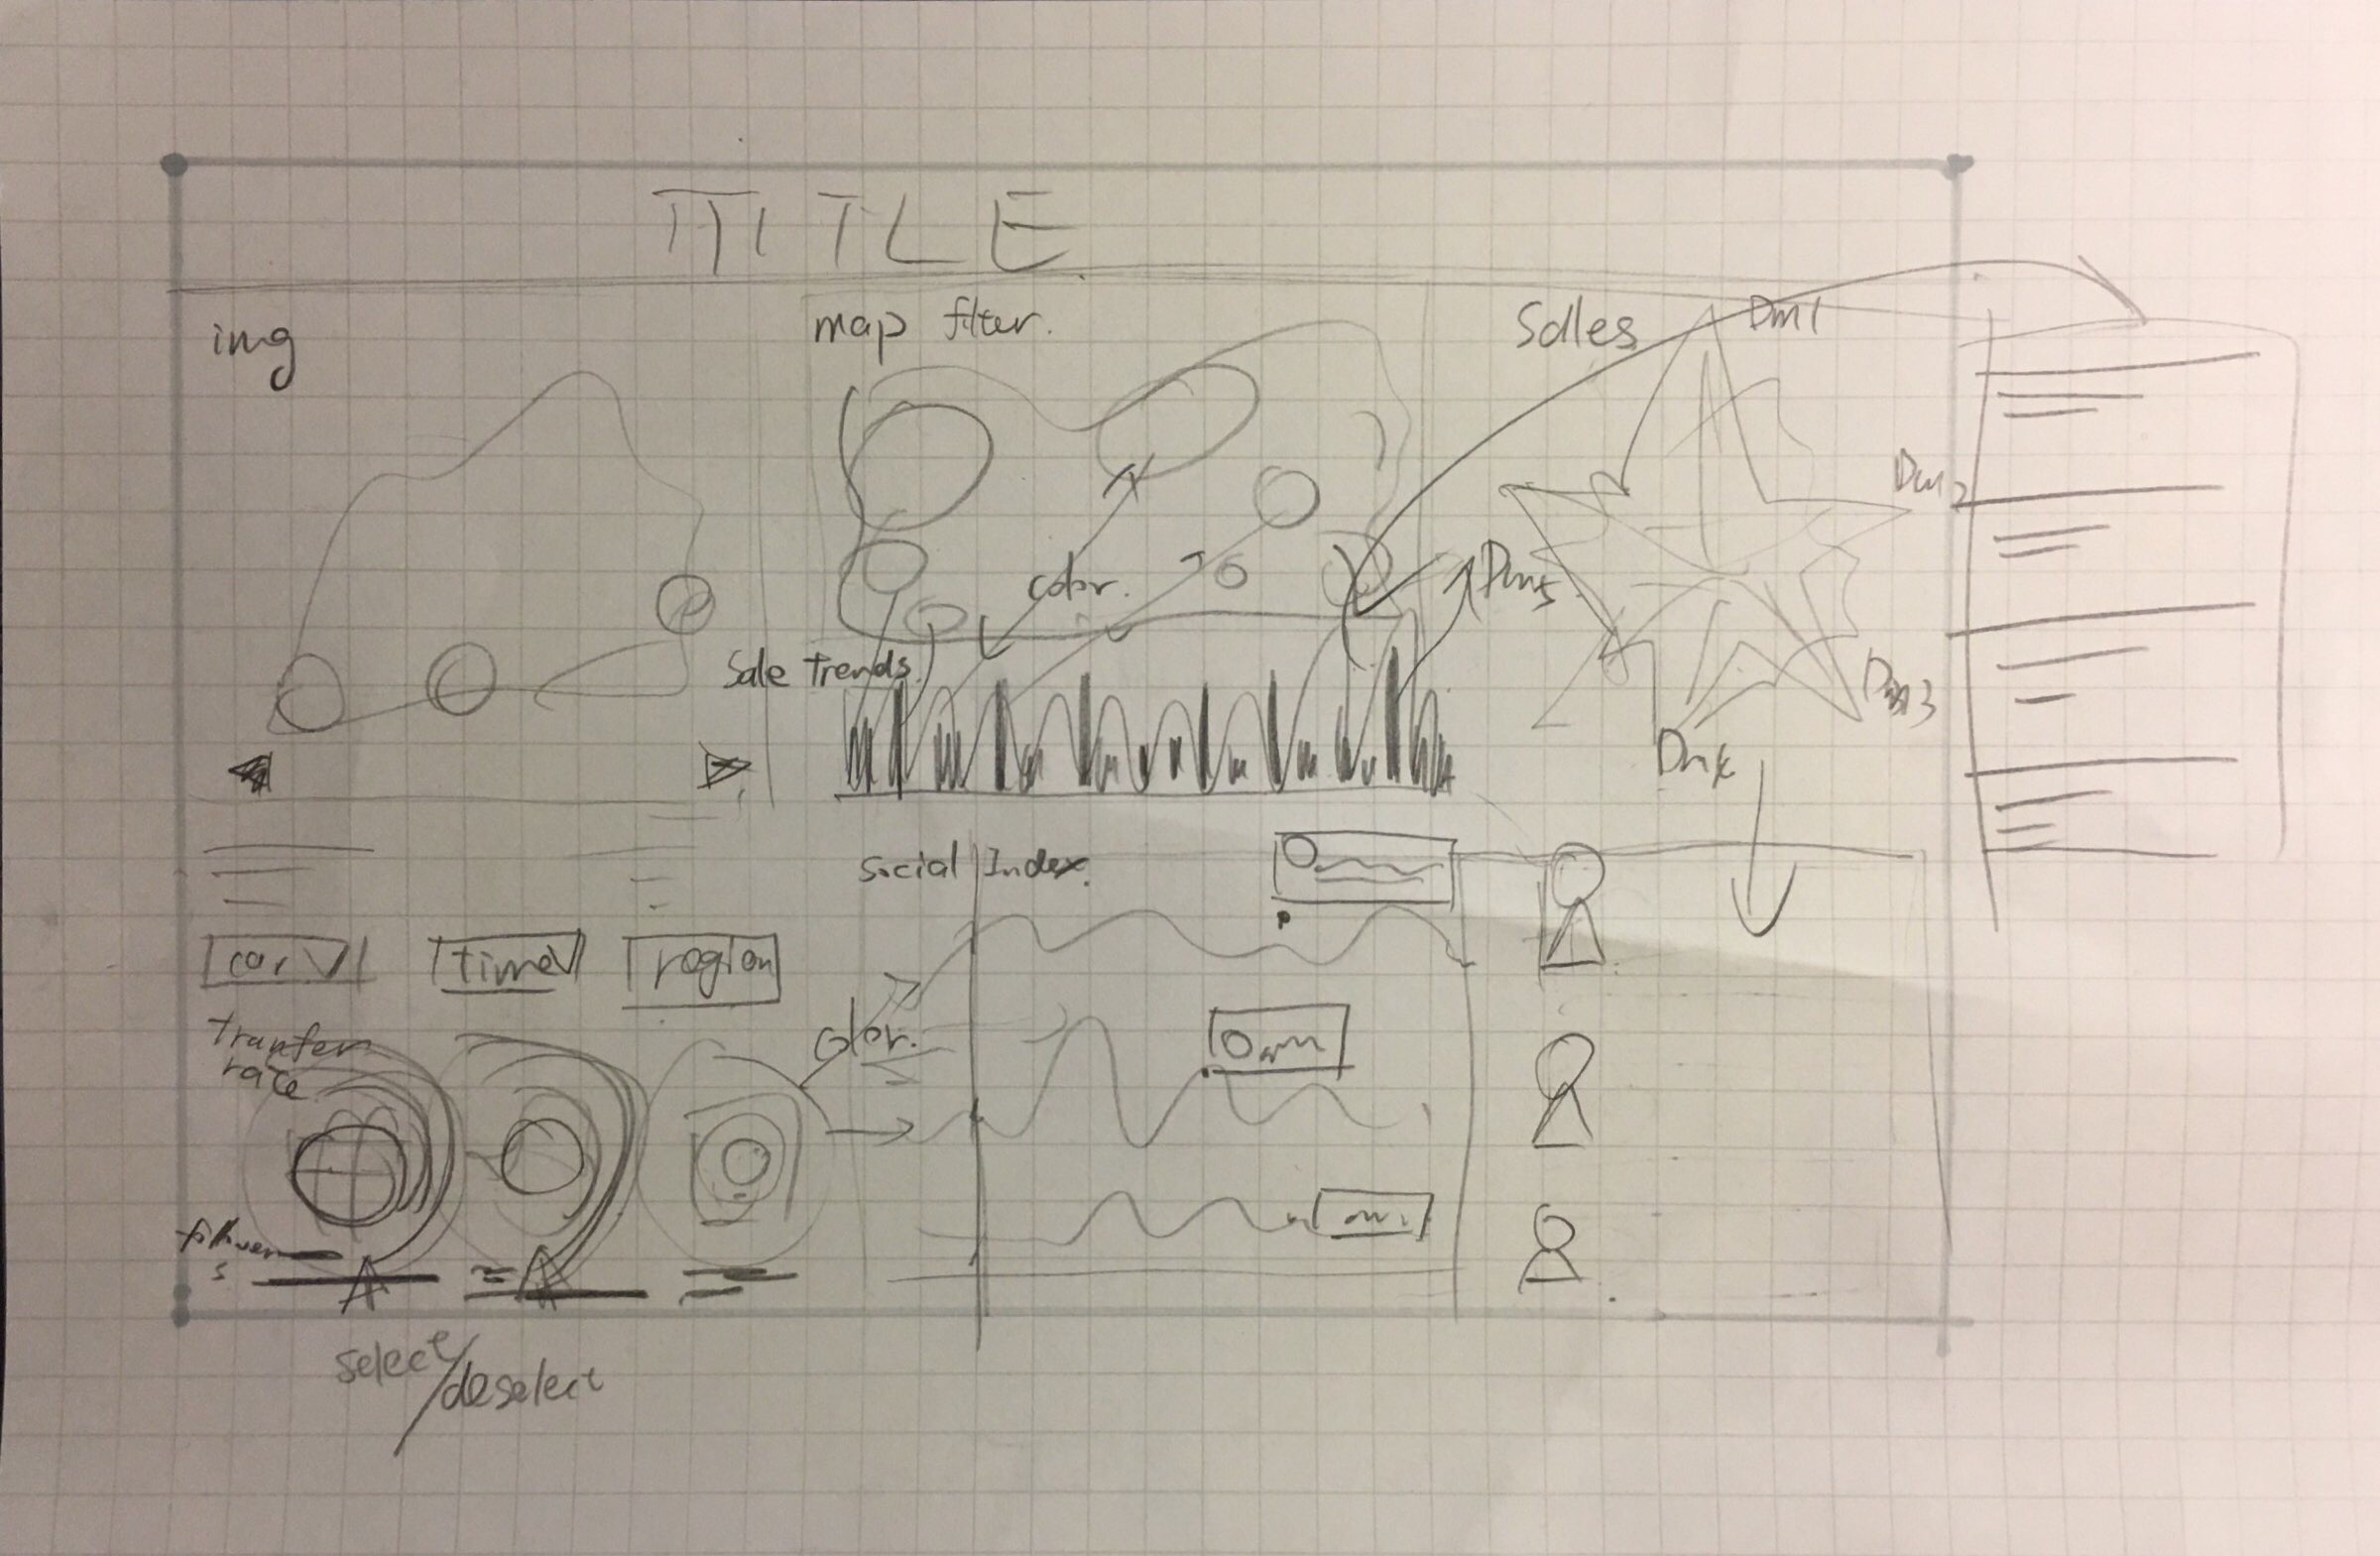 TITLE
img
map filter.
Sales
Dm1
Dm2
color.
Dm5
Sale Trends
Dm3
Dm4
Social Index.
car
time
region
Tranfer
rate
color.
select/deselect